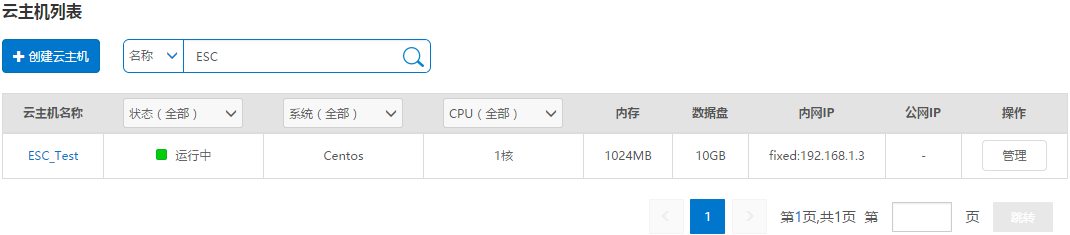 云主机列表
创建云主机 名称 ESC
云主机名称 状态（全部） 系统（全部） CPU（全部） 内存 数据盘 内网IP 公网IP 操作
ESC_Test 运行中 Centos 1核 1024MB 10GB fixed:192.168.1.3 - 管理
1 第1页,共1页 第 页 跳转